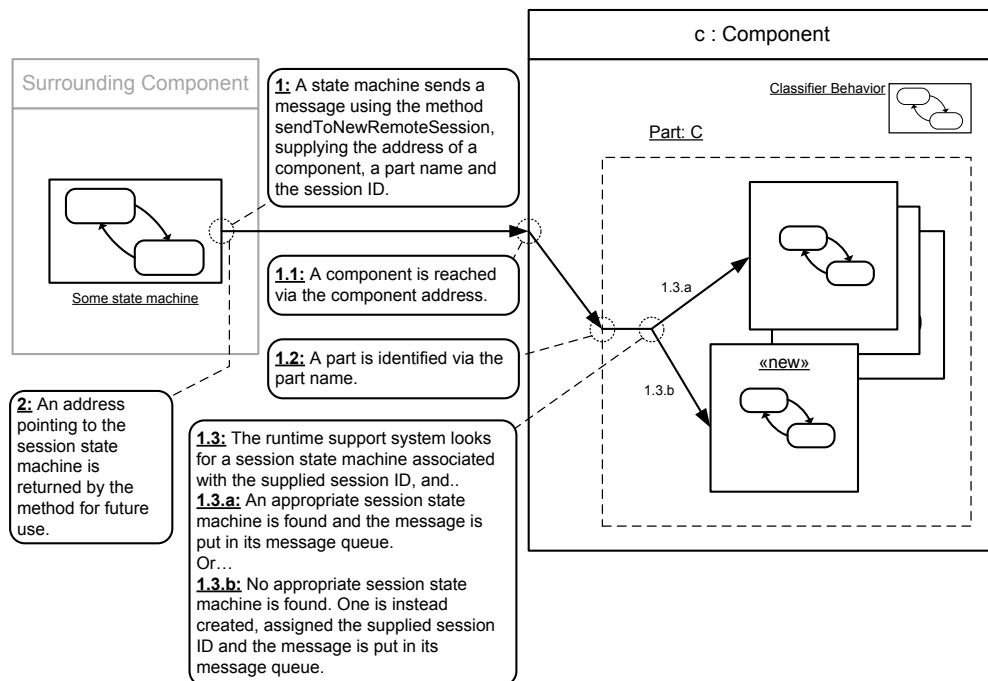 c : Component
Surrounding Component
Classifier Behavior
Part: C
1: A state machine sends a
message using the method
sendToNewRemoteSession,
supplying the address of a
component, a part name and
the session ID.
Some state machine
1.1: A component is reached
via the component address.
1.3.a
1.2: A part is identified via the
part name.
«new»
1.3.b
2: An address
pointing to the
session state
machine is
returned by the
method for future
use.
1.3: The runtime support system looks
for a session state machine associated
with the supplied session ID, and..
1.3.a: An appropriate session state
machine is found and the message is
put in its message queue.
Or…
1.3.b: No appropriate session state
machine is found. One is instead
created, assigned the supplied session
ID and the message is put in its
message queue.